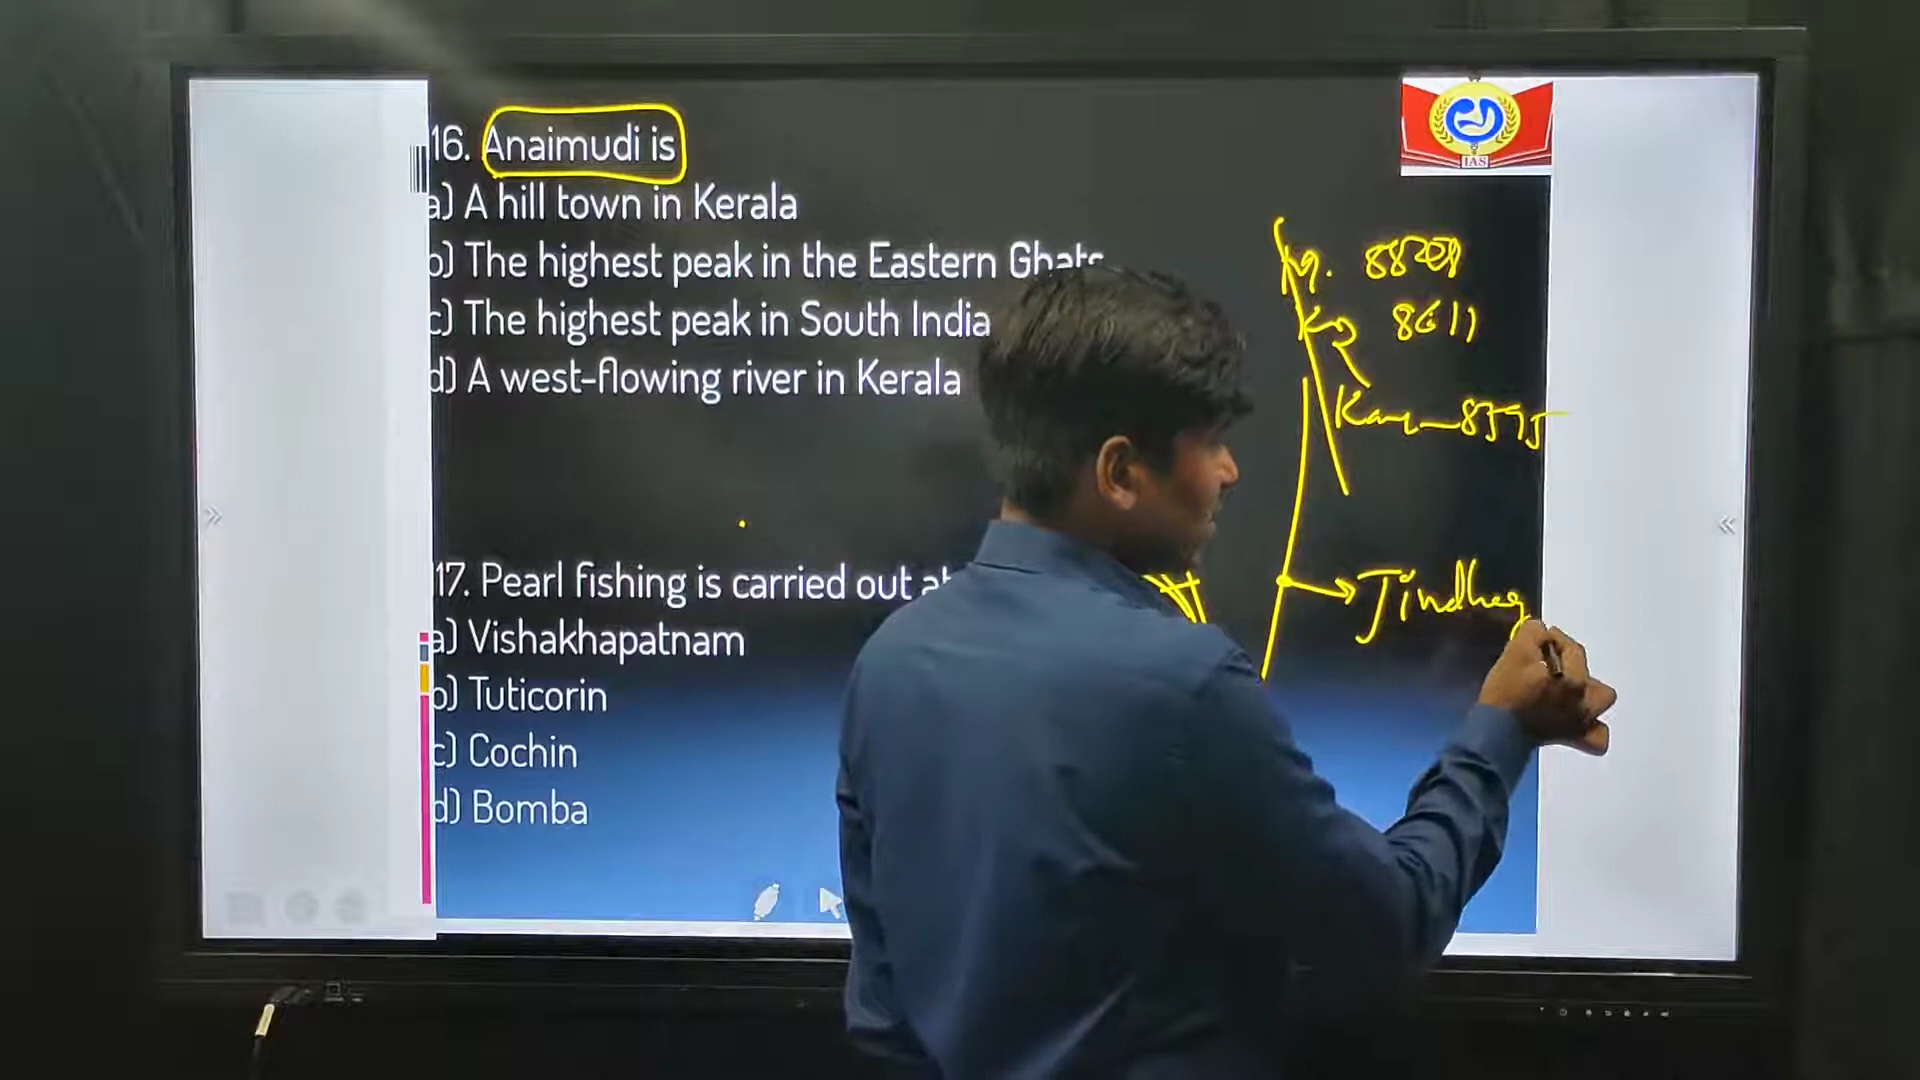 16. Anaimudi is
a) A hill town in Kerala
b) The highest peak in the Eastern Ghats
c) The highest peak in South India
d) A west-flowing river in Kerala
17. Pearl fishing is carried out at
a) Vishakhapatnam
b) Tuticorin
c) Cochin
d) Bomba
IAS
8611
8595
Jindhag